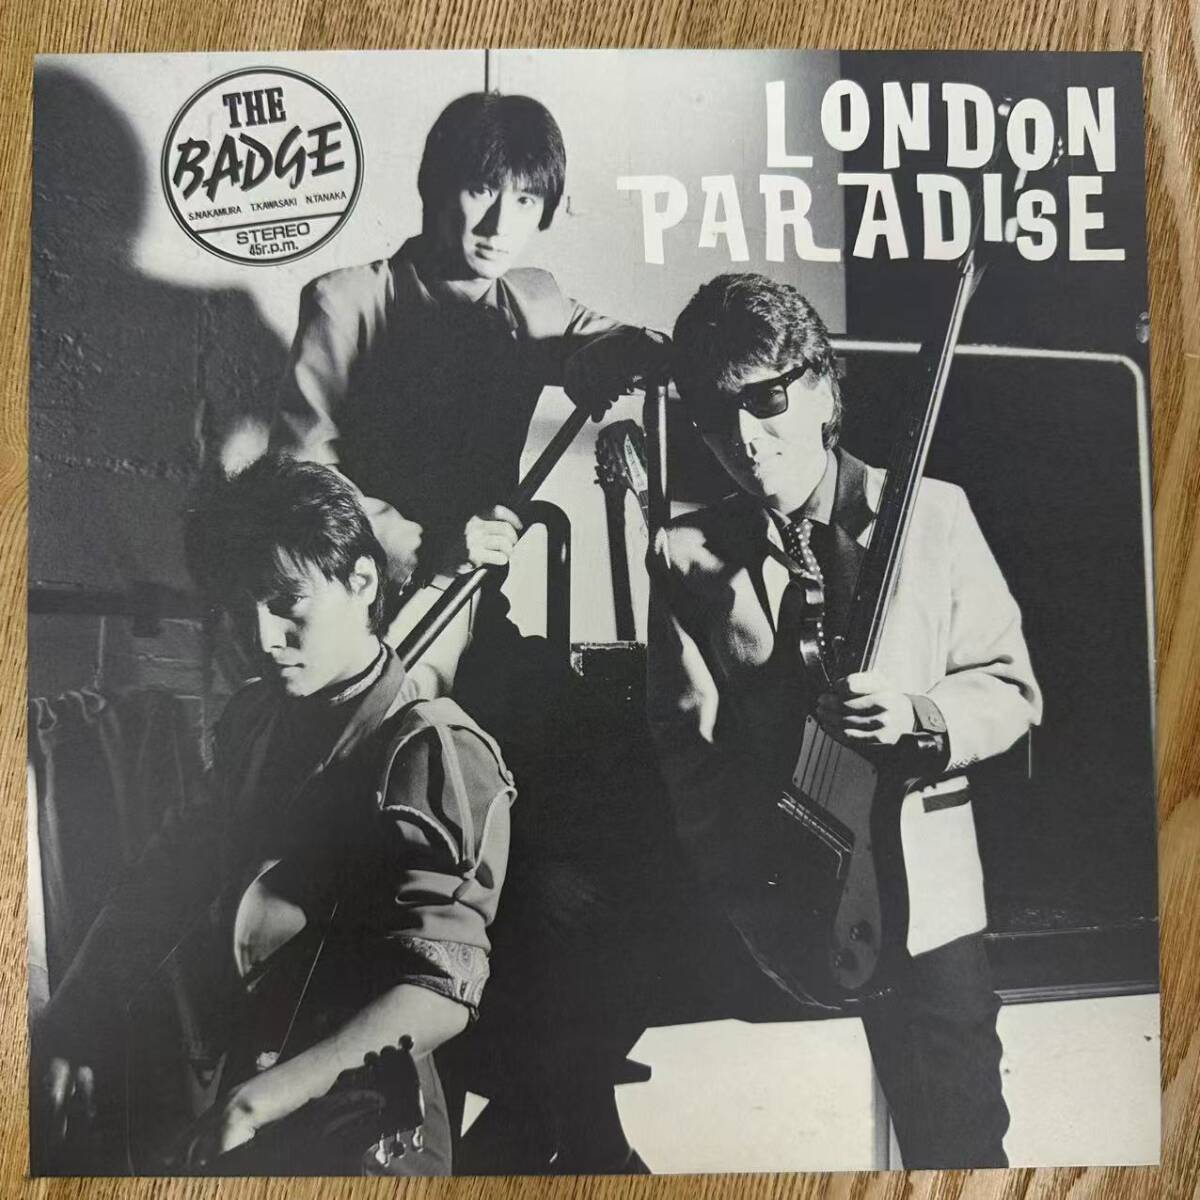 THE
BADGE
S.NAKAMURA T.KAWASAKI N.TANAKA
STEREO
45r.p.m.
LONDON
PARADISE